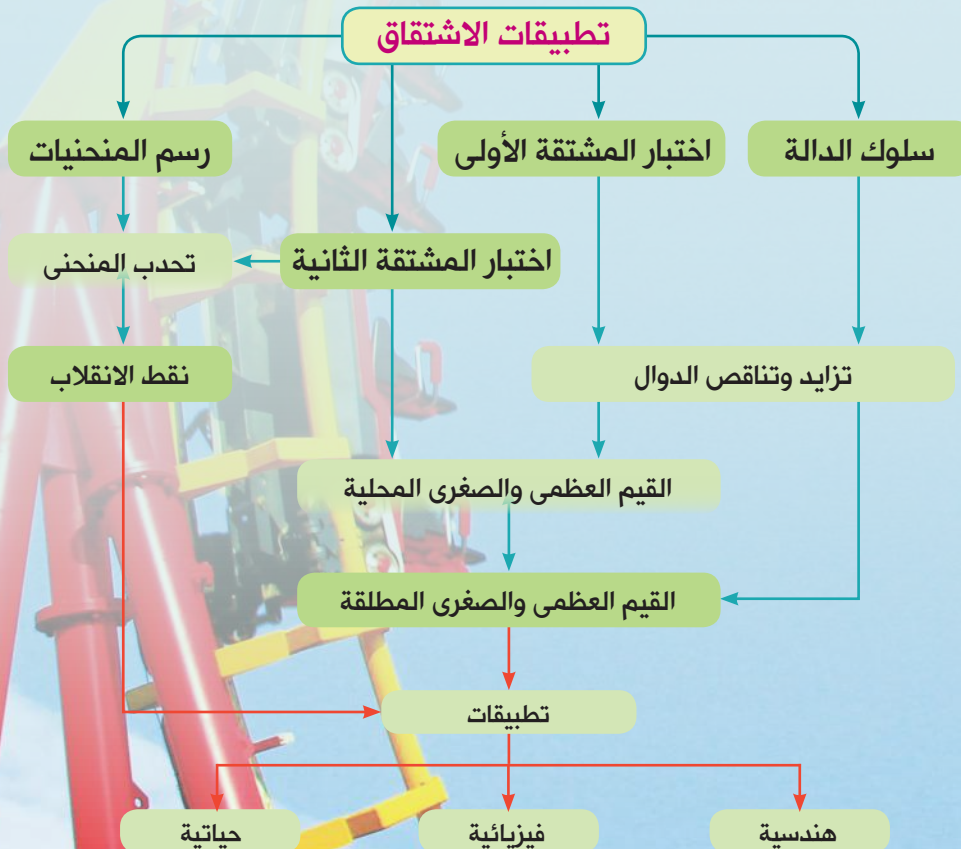 تطبيقات الاشتقاق
سلوك الدالة
اختبار المشتقة الأولى
رسم المنحنيات
اختبار المشتقة الثانية
تحدب المنحنى
تزايد وتناقص الدوال
نقط الانقلاب
القيم العظمى والصغرى المحلية
القيم العظمى والصغرى المطلقة
تطبيقات
هندسية
فيزيائية
حياتية